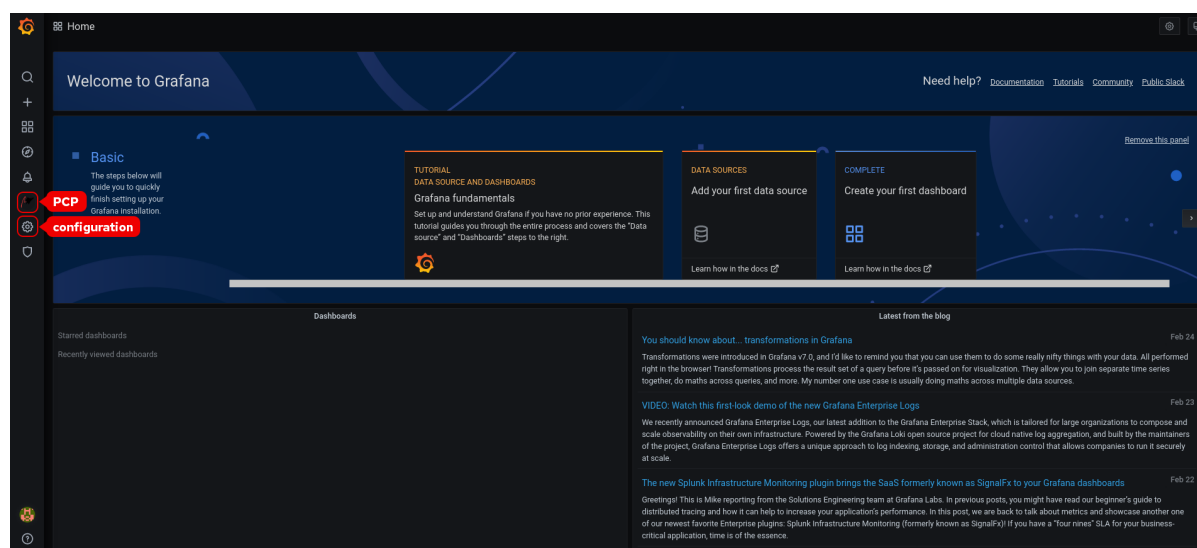 Home
Welcome to Grafana
Need help? Documentation Tutorials Community Public Slack
Remove this panel
Basic
The steps below will
guide you to quickly
finish setting up your
Grafana installation.
TUTORIAL
DATA SOURCE AND DASHBOARDS
Grafana fundamentals
Set up and understand Grafana if you have no prior experience. This
tutorial guides you through the entire process and covers the "Data
source" and "Dashboards" steps to the right.
DATA SOURCES
Add your first data source
Learn how in the docs
COMPLETE
Create your first dashboard
Learn how in the docs
PCP
configuration
Dashboards
Starred dashboards
Recently viewed dashboards
Latest from the blog
You should know about... transformations in Grafana
Feb 24
Transformations were introduced in Grafana v7.0, and I'd like to remind you that you can use them to do some really nifty things with your data. All performed
right in the browser! Transformations process the result set of a query before it's passed on for visualization. They allow you to join separate time series
together, do maths across queries, and more. My number one use case is usually doing maths across multiple data sources.
VIDEO: Watch this first-look demo of the new Grafana Enterprise Logs
Feb 23
We recently announced Grafana Enterprise Logs, our latest addition to the Grafana Enterprise Stack, which is tailored for large organizations to compose and
scale observability on their own infrastructure. Powered by the Grafana Loki open source project for cloud native log aggregation, and built by the maintainers
of the project, Grafana Enterprise Logs offers a unique approach to log indexing, storage, and administration control that allows companies to run it securely
at scale.
The new Splunk Infrastructure Monitoring plugin brings the SaaS formerly known as SignalFx to your Grafana dashboards
Feb 22
Greetings! This is Mike reporting from the Solutions Engineering team at Grafana Labs. In previous posts, you might have read our beginner's guide to
distributed tracing and how it can help to increase your application's performance. In this post, we are back to talk about metrics and showcase another one
of our newest favorite Enterprise plugins: Splunk Infrastructure Monitoring (formerly known as SignalFx)! If you have a "four nines" SLA for your business-
critical application, time is of the essence.